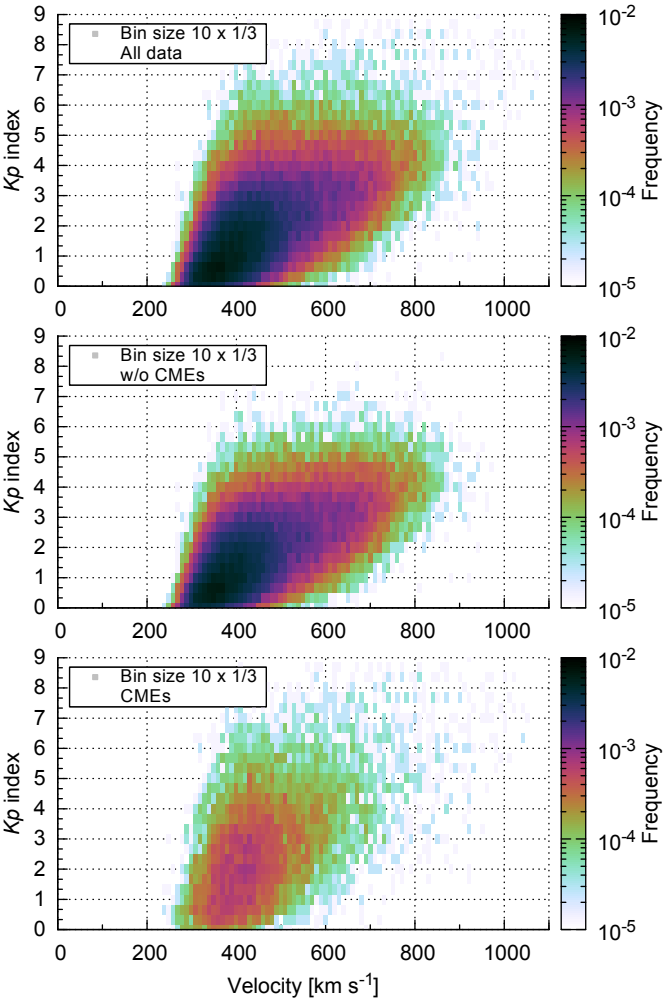 Bin size 10 x 1/3
All data
9
8
7
6
5
4
3
2
1
0
Kp index
0 200 400 600 800 1000
10⁻²
10⁻³
10⁻⁴
10⁻⁵
Frequency
Bin size 10 x 1/3
w/o CMEs
9
8
7
6
5
4
3
2
1
0
Kp index
0 200 400 600 800 1000
10⁻²
10⁻³
10⁻⁴
10⁻⁵
Frequency
Bin size 10 x 1/3
CMEs
9
8
7
6
5
4
3
2
1
0
Kp index
0 200 400 600 800 1000
Velocity [km s⁻¹]
10⁻²
10⁻³
10⁻⁴
10⁻⁵
Frequency